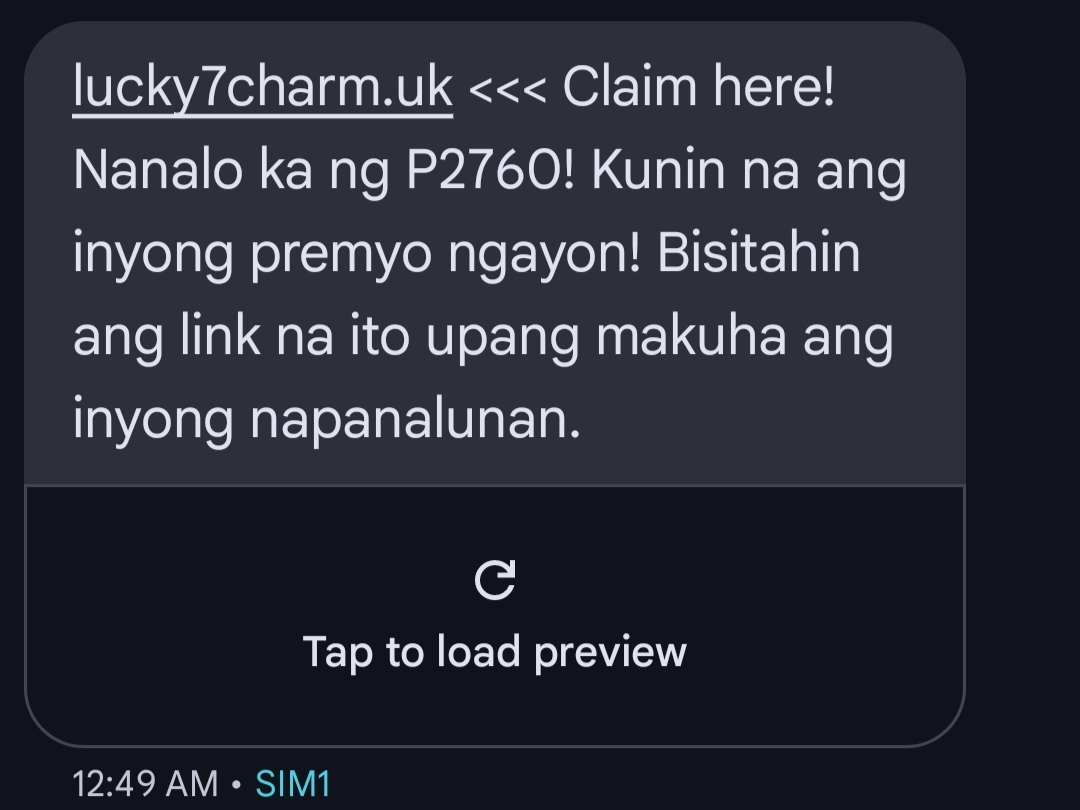 lucky7charm.uk <<< Claim here!
Nanalo ka ng P2760! Kunin na ang
inyong premyo ngayon! Bisitahin
ang link na ito upang makuha ang
inyong napanalunan.
Tap to load preview
12:49 AM • SIM1